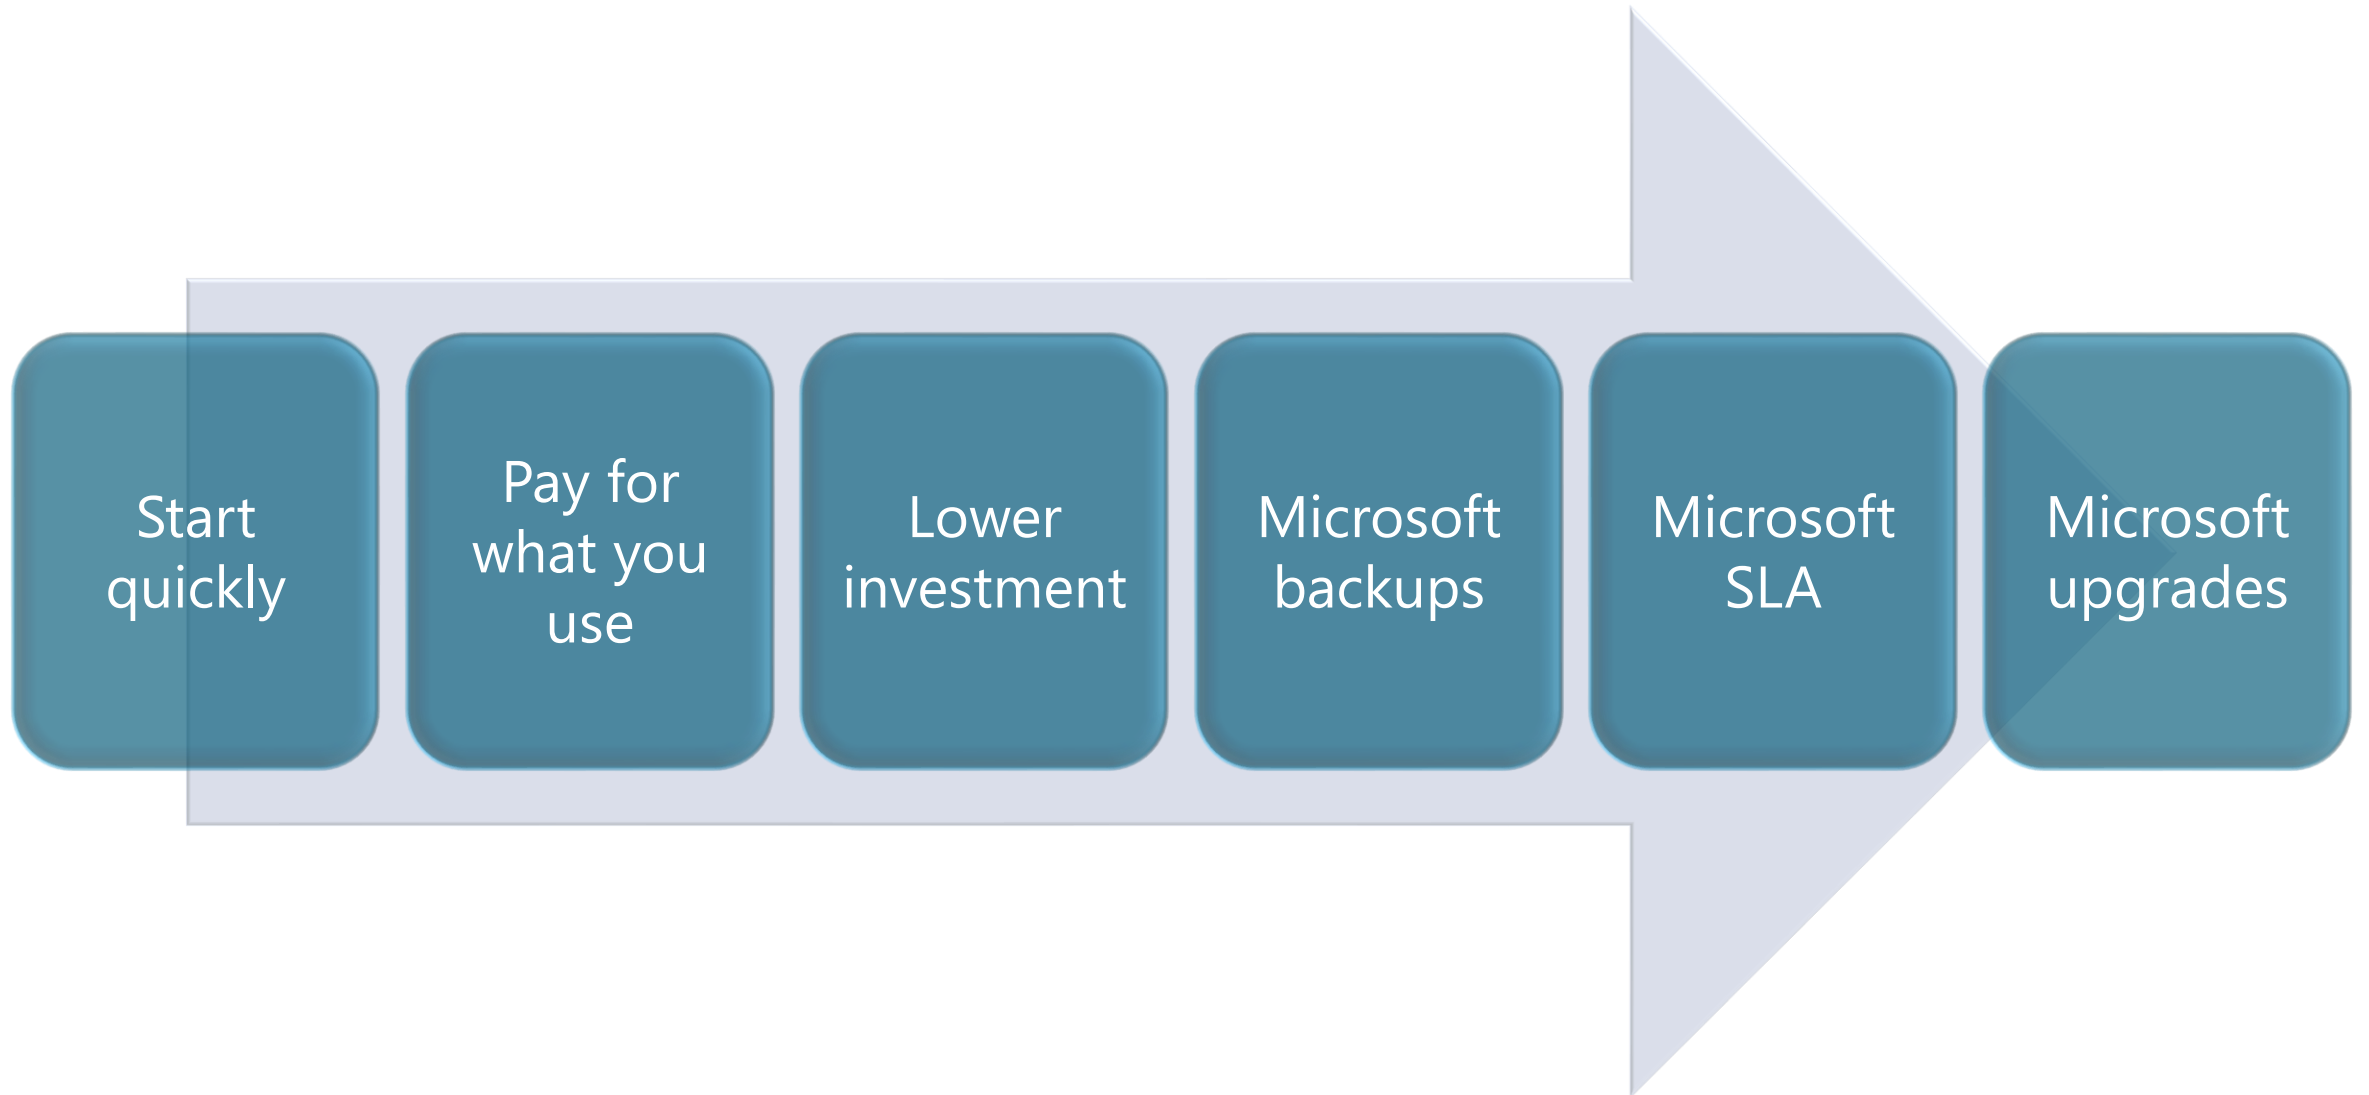 Start
quickly
Pay for
what you
use
Lower
investment
Microsoft
backups
Microsoft
SLA
Microsoft
upgrades